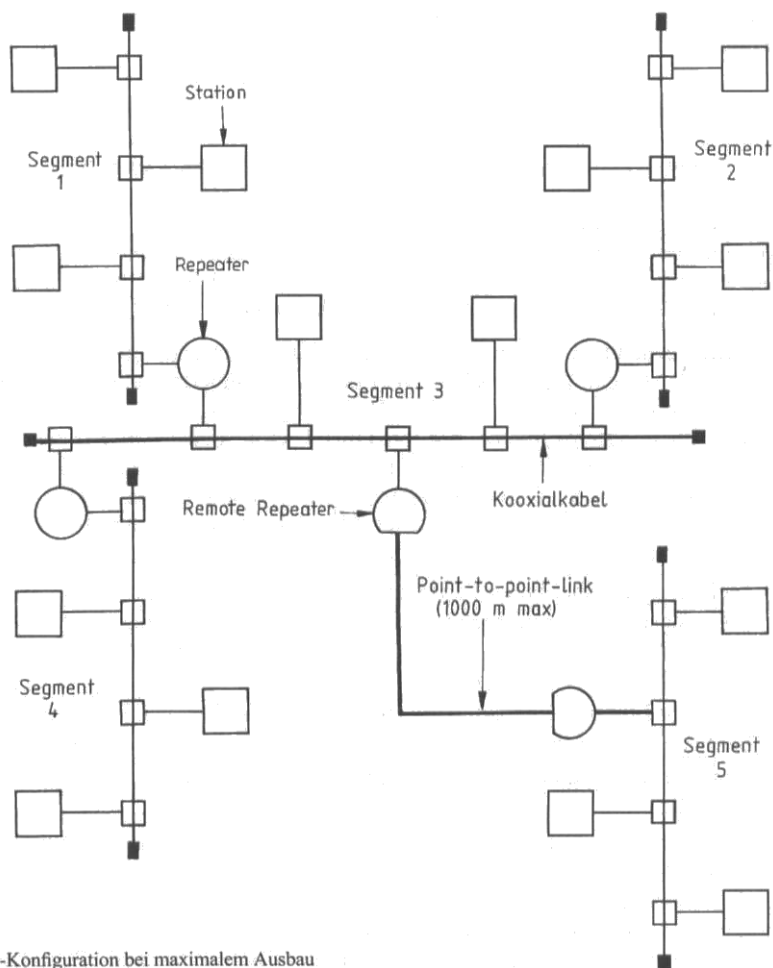 Station
Segment
1
Segment
2
Repeater
Segment 3
Kooxialkabel
Remote Repeater
Point-to-point-link
(1000 m max)
Segment
4
Segment
5
-Konfiguration bei maximalem Ausbau